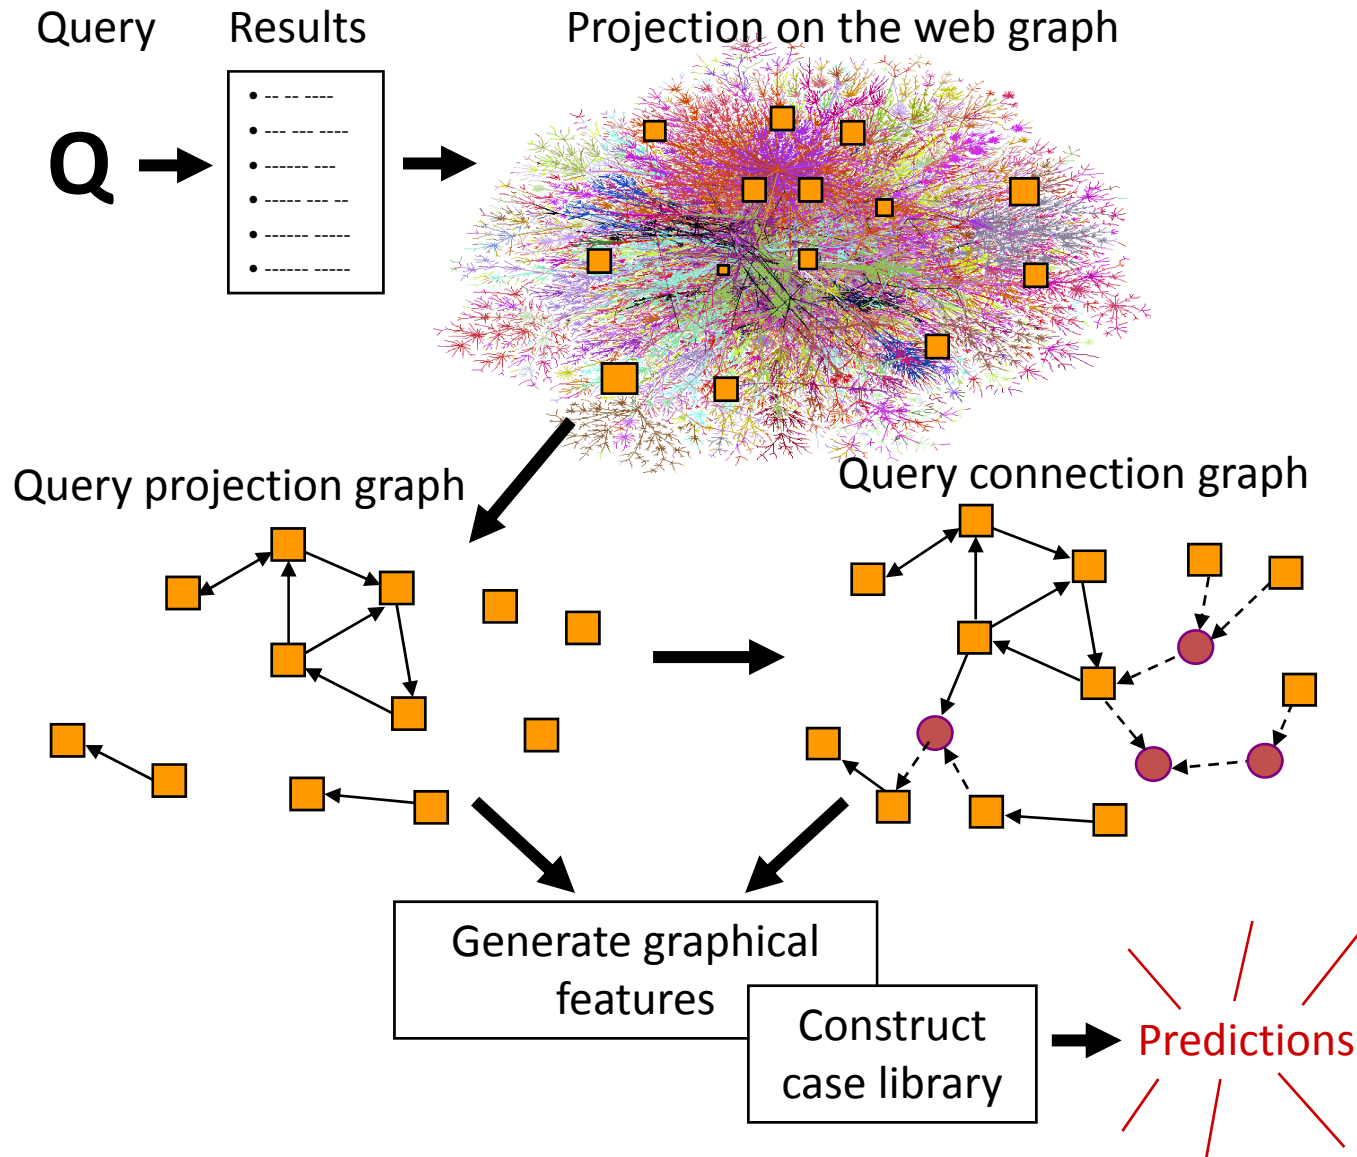 Query
Results
Projection on the web graph
Q
Query projection graph
Query connection graph
Generate graphical
features
Construct
case library
Predictions